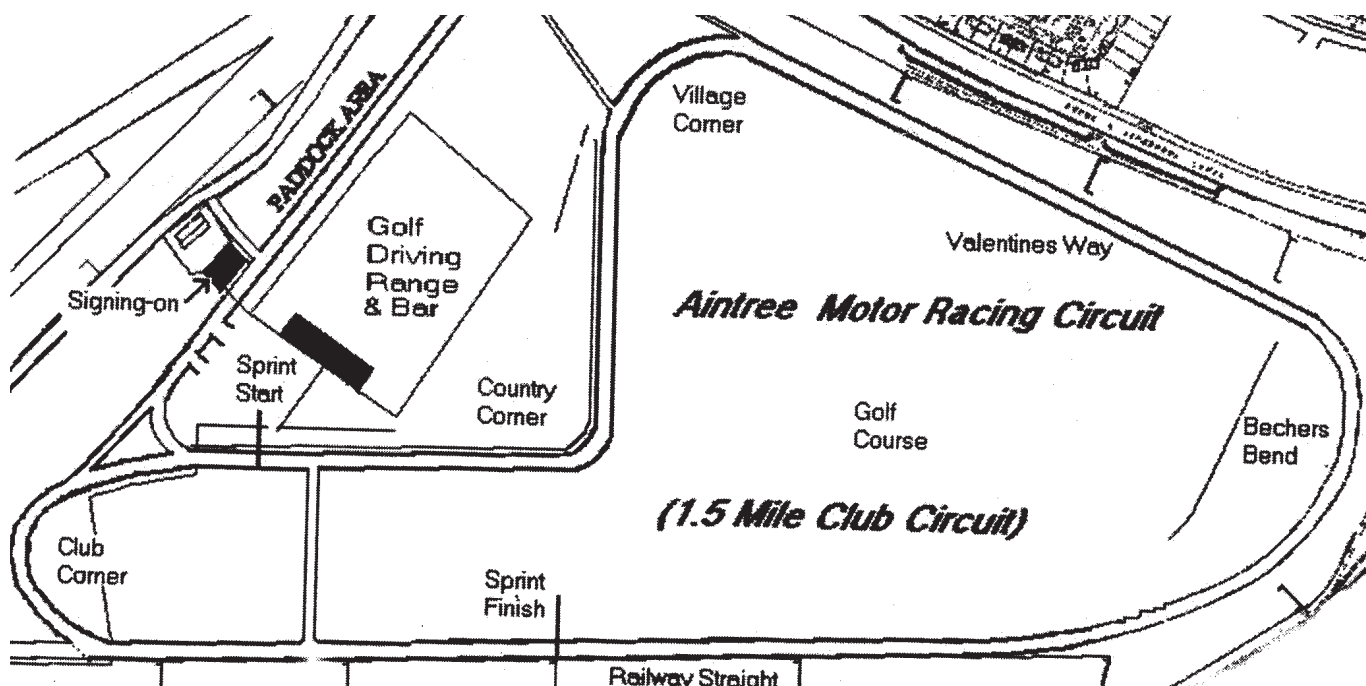 Village
Corner
PADDOCK AREA
Golf
Driving
Range
& Bar
Valentines Way
Signing-on
Aintree Motor Racing Circuit
Sprint
Start
Country
Corner
Golf
Course
Bechers
Bend
(1.5 Mile Club Circuit)
Club
Corner
Sprint
Finish
Railway Straight